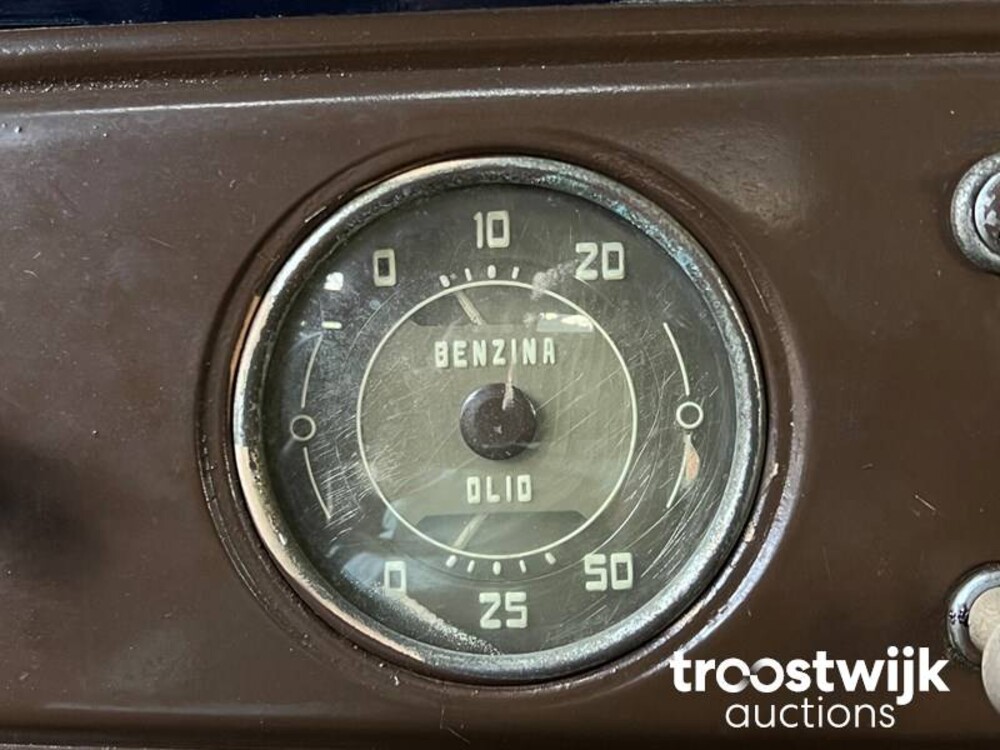 0 10 20
BENZINA
OLIO
0 25 50
troostwijk
auctions